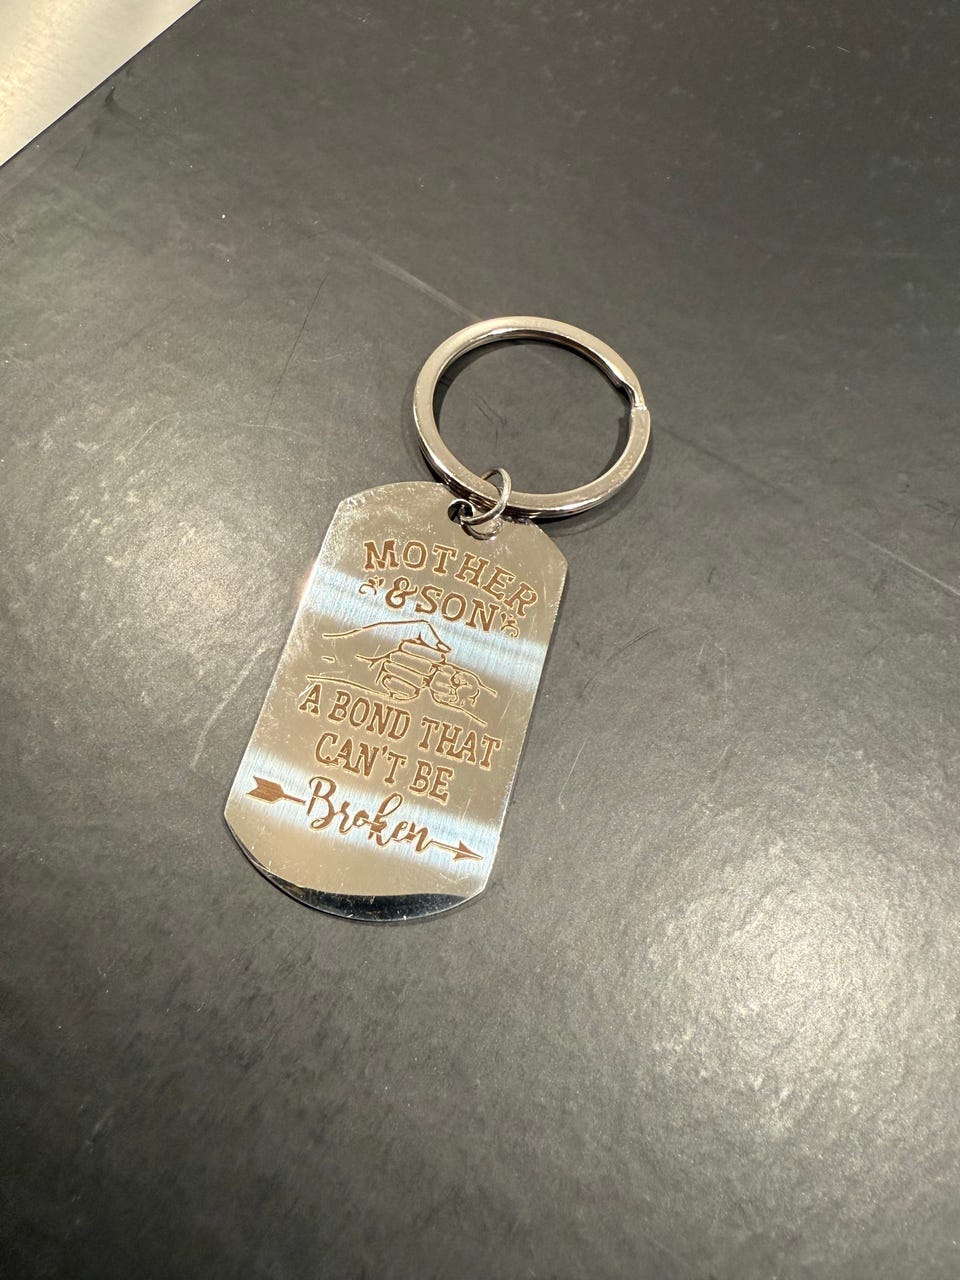 MOTHER
&SON
A BOND THAT
CAN'T BE
Broken